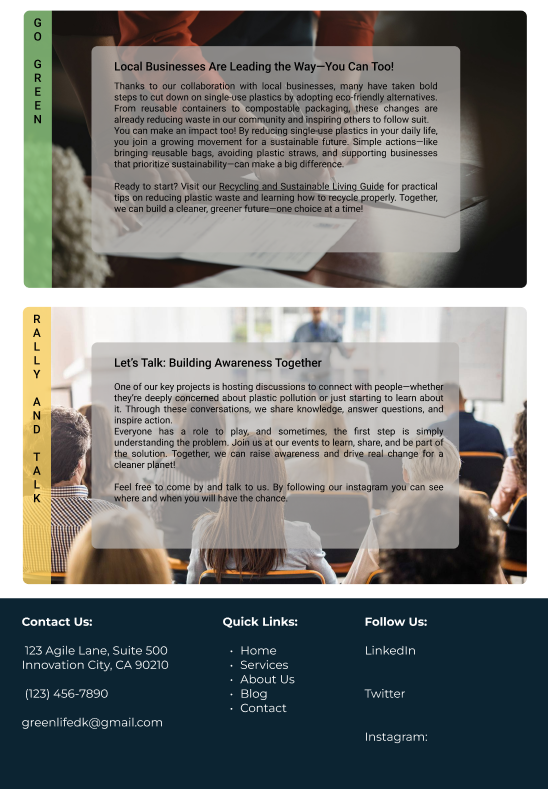 GO GREEN
Local Businesses Are Leading the Way—You Can Too!
Thanks to our collaboration with local businesses, many have taken bold
steps to cut down on single-use plastics by adopting eco-friendly alternatives.
From reusable containers to compostable packaging, these changes are
already reducing waste in our community and inspiring others to follow suit.
You can make an impact too! By reducing single-use plastics in your daily life,
you join a growing movement for a sustainable future. Simple actions—like
bringing reusable bags, avoiding plastic straws, and supporting businesses
that prioritize sustainability—can make a big difference.
Ready to start? Visit our Recycling and Sustainable Living Guide for practical
tips on reducing plastic waste and learning how to recycle properly. Together,
we can build a cleaner, greener future—one choice at a time!
RALLY AND TALK
Let's Talk: Building Awareness Together
One of our key projects is hosting discussions to connect with people—whether
they're deeply concerned about plastic pollution or just starting to learn about
it. Through these conversations, we share knowledge, answer questions, and
inspire action.
Everyone has a role to play, and sometimes, the first step is simply
understanding the problem. Join us at our events to learn, share, and be part of
the solution. Together, we can raise awareness and drive real change for a
cleaner planet!
Feel free to come by and talk to us. By following our instagram you can see
where and when you will have the chance.
Contact Us:
123 Agile Lane, Suite 500
Innovation City, CA 90210
(123) 456-7890
greenlifedk@gmail.com
Quick Links:
• Home
• Services
• About Us
• Blog
• Contact
Follow Us:
LinkedIn
Twitter
Instagram: